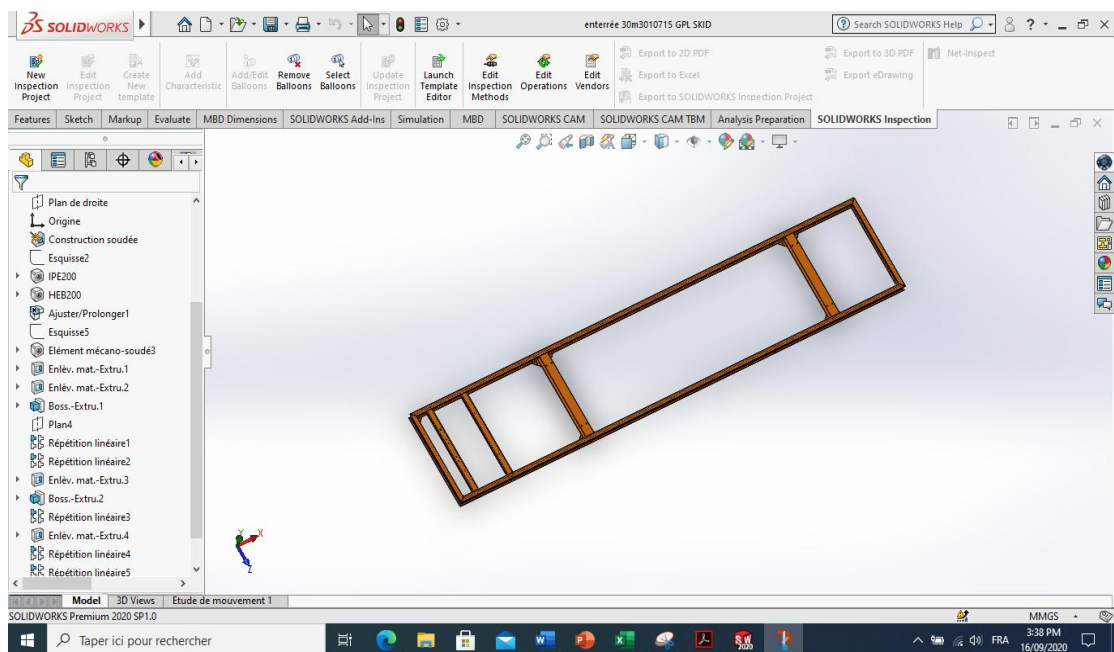 SOLIDWORKS
enterrée 30m3010715 GPL SKID
Search SOLIDWORKS Help
New Inspection Project
Edit Inspection Project
Create New template
Add Characteristic
Add/Edit Balloons
Remove Balloons
Select Balloons
Update Inspection Project
Launch Template Editor
Edit Inspection Methods
Edit Operations
Edit Vendors
Export to 2D PDF
Export to Excel
Export to SOLIDWORKS Inspection Project
Export to 3D PDF
Export eDrawing
Net-Inspect
Features Sketch Markup Evaluate MBD Dimensions SOLIDWORKS Add-Ins Simulation MBD SOLIDWORKS CAM SOLIDWORKS CAM TBM Analysis Preparation SOLIDWORKS Inspection
Plan de droite
Origine
Construction soudée
Esquisse2
IPE200
HEB200
Ajuster/Prolonger1
Esquisse5
Elément mécano-soudé3
Enlèv. mat.-Extru.1
Enlèv. mat.-Extru.2
Boss.-Extru.1
Plan4
Répétition linéaire1
Répétition linéaire2
Enlèv. mat.-Extru.3
Boss.-Extru.2
Répétition linéaire3
Enlèv. mat.-Extru.4
Répétition linéaire4
Répétition linéaire5
Y X Z
Model 3D Views Etude de mouvement 1
SOLIDWORKS Premium 2020 SP1.0
MMGS
Taper ici pour rechercher
FRA
3:38 PM
16/09/2020